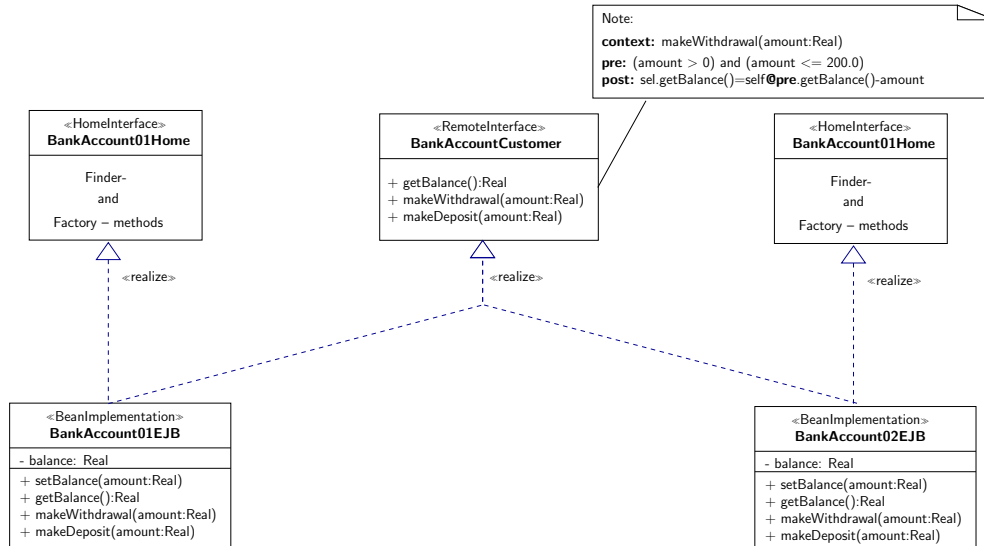 Note:
context: makeWithdrawal(amount:Real)
pre: (amount > 0) and (amount <= 200.0)
post: sel.getBalance()=self@pre.getBalance()-amount
«HomeInterface»
BankAccount01Home
Finder-
and
Factory – methods
«RemoteInterface»
BankAccountCustomer
+ getBalance():Real
+ makeWithdrawal(amount:Real)
+ makeDeposit(amount:Real)
«HomeInterface»
BankAccount01Home
Finder-
and
Factory – methods
«realize»
«realize»
«realize»
«BeanImplementation»
BankAccount01EJB
- balance: Real
+ setBalance(amount:Real)
+ getBalance():Real
+ makeWithdrawal(amount:Real)
+ makeDeposit(amount:Real)
«BeanImplementation»
BankAccount02EJB
- balance: Real
+ setBalance(amount:Real)
+ getBalance():Real
+ makeWithdrawal(amount:Real)
+ makeDeposit(amount:Real)